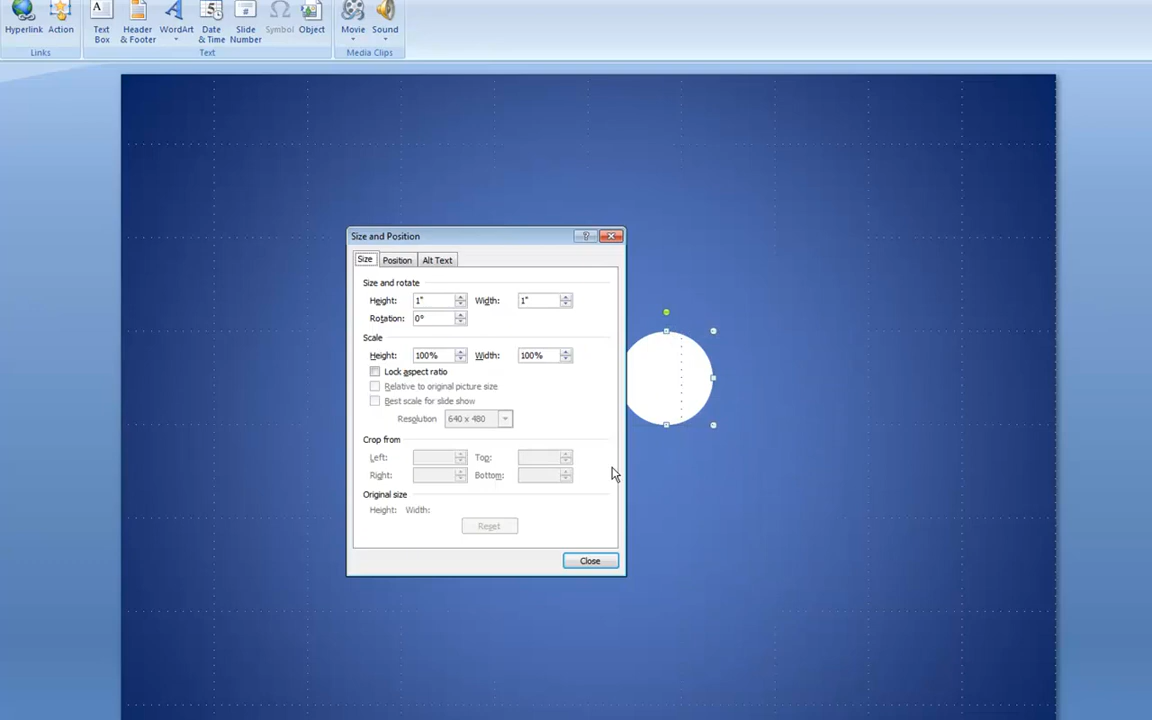 Hyperlink Action Text Box Header & Footer WordArt Date & Time Slide Number Symbol Object Movie Sound
Links Text Media Clips
Size and Position
Size Position Alt Text
Size and rotate
Height: 1" Width: 1"
Rotation: 0°
Scale
Height: 100% Width: 100%
Lock aspect ratio
Relative to original picture size
Best scale for slide show
Resolution 640 x 480
Crop from
Left: Top:
Right: Bottom:
Original size
Height: Width:
Reset
Close